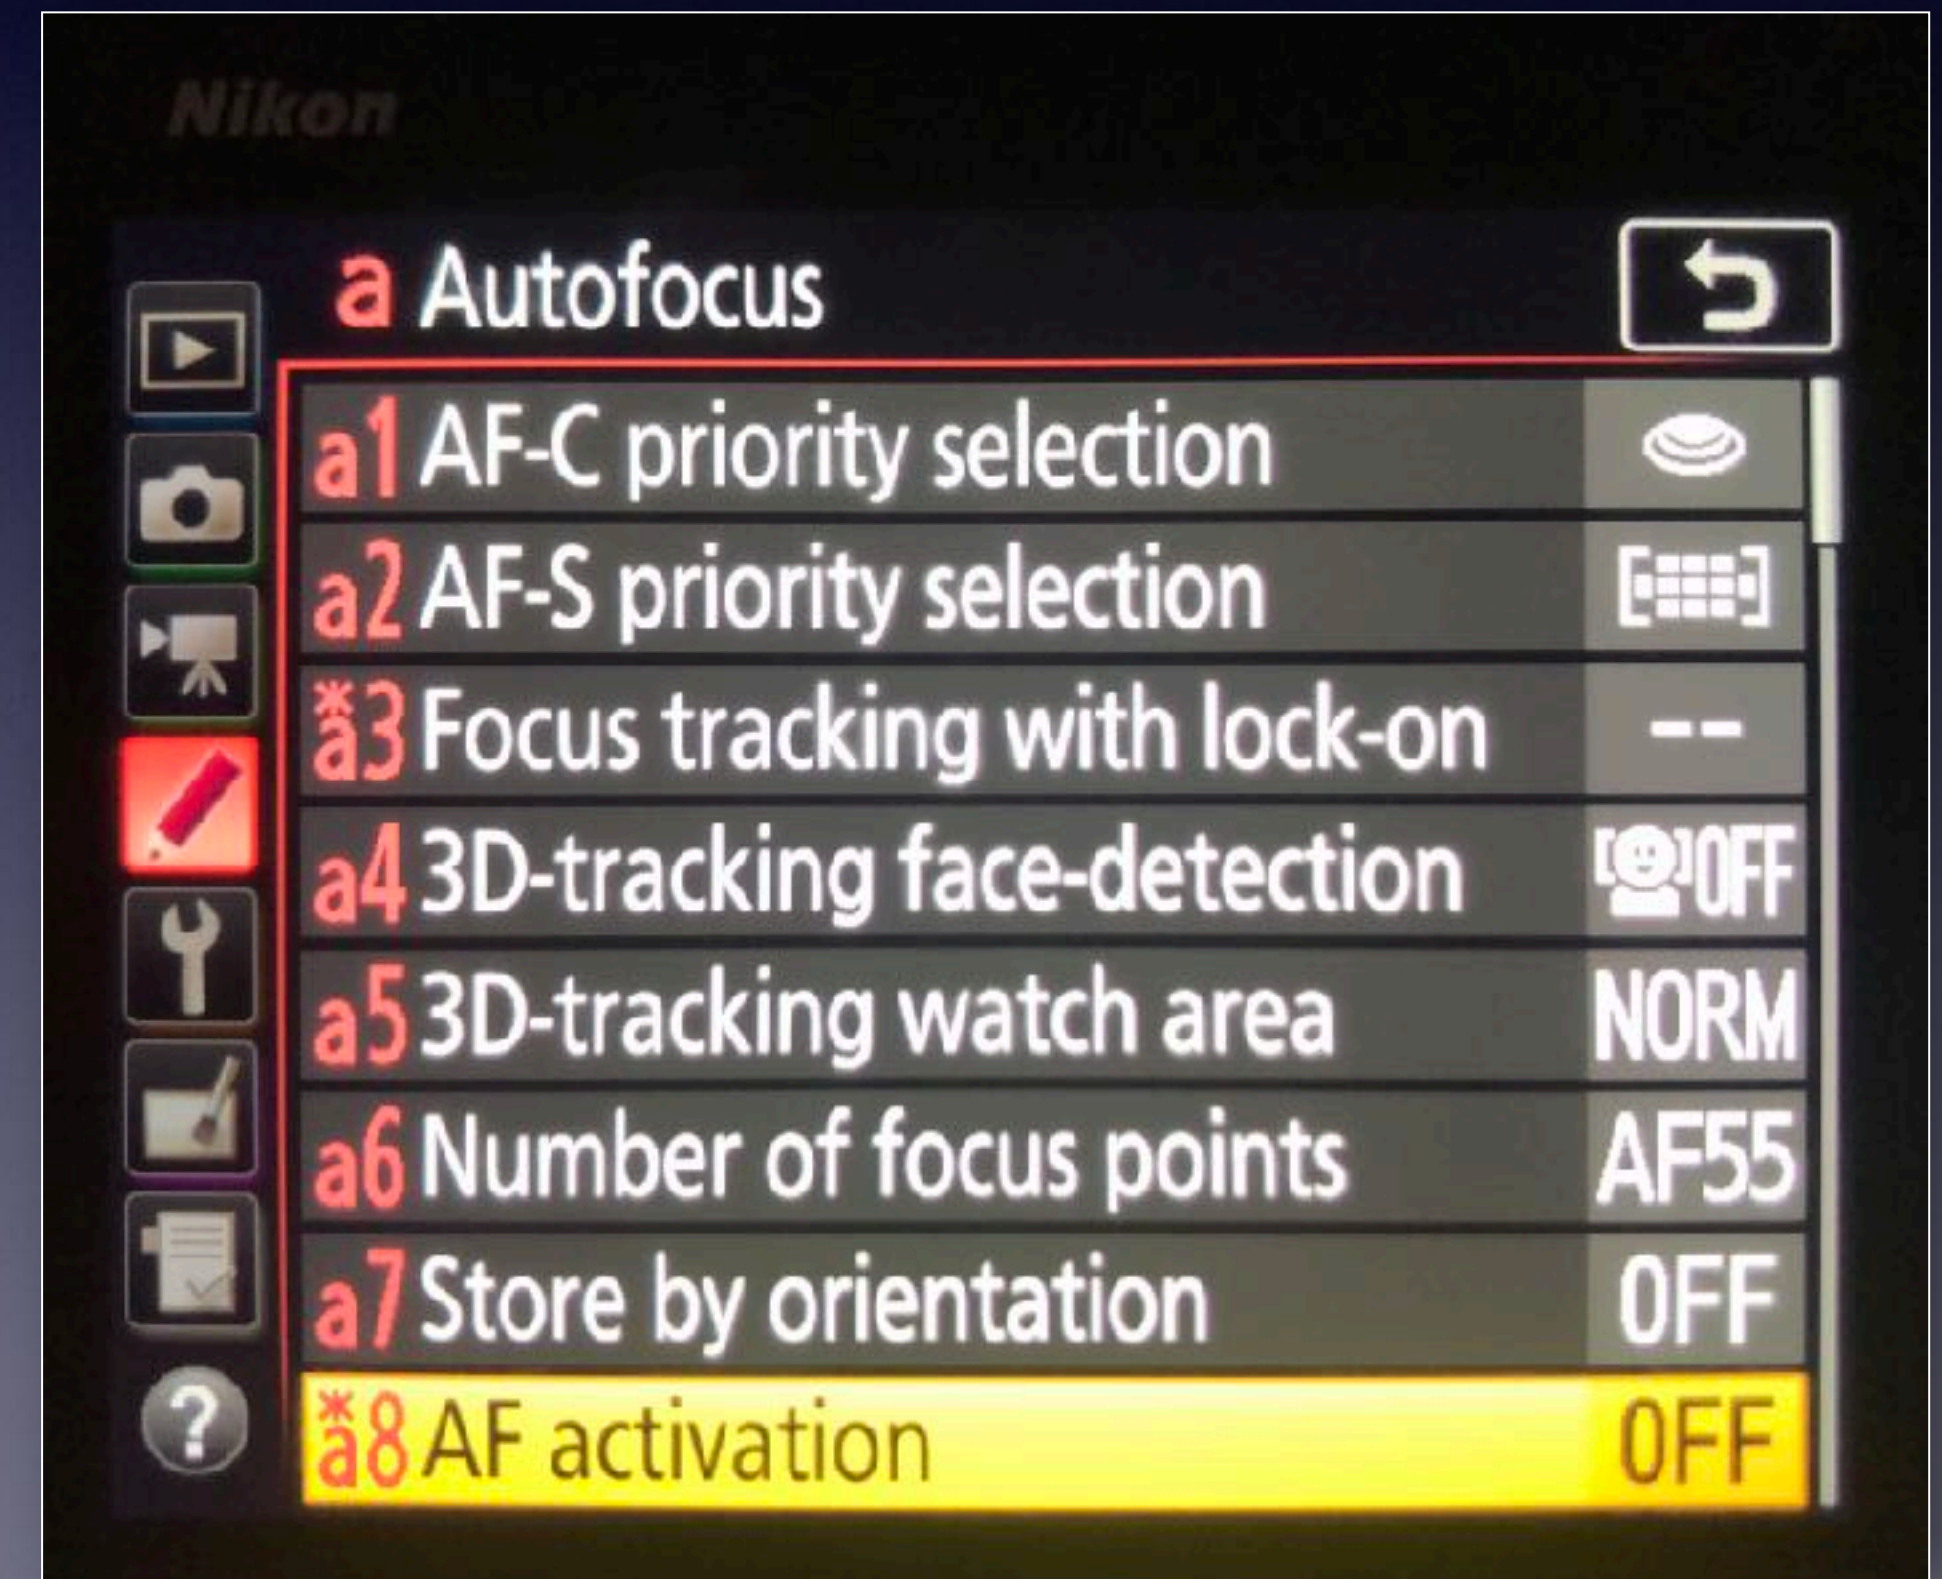 Nikon
a Autofocus
a1 AF-C priority selection
a2 AF-S priority selection
*a3 Focus tracking with lock-on --
a4 3D-tracking face-detection OFF
a5 3D-tracking watch area NORM
a6 Number of focus points AF55
a7 Store by orientation OFF
*a8 AF activation OFF
?